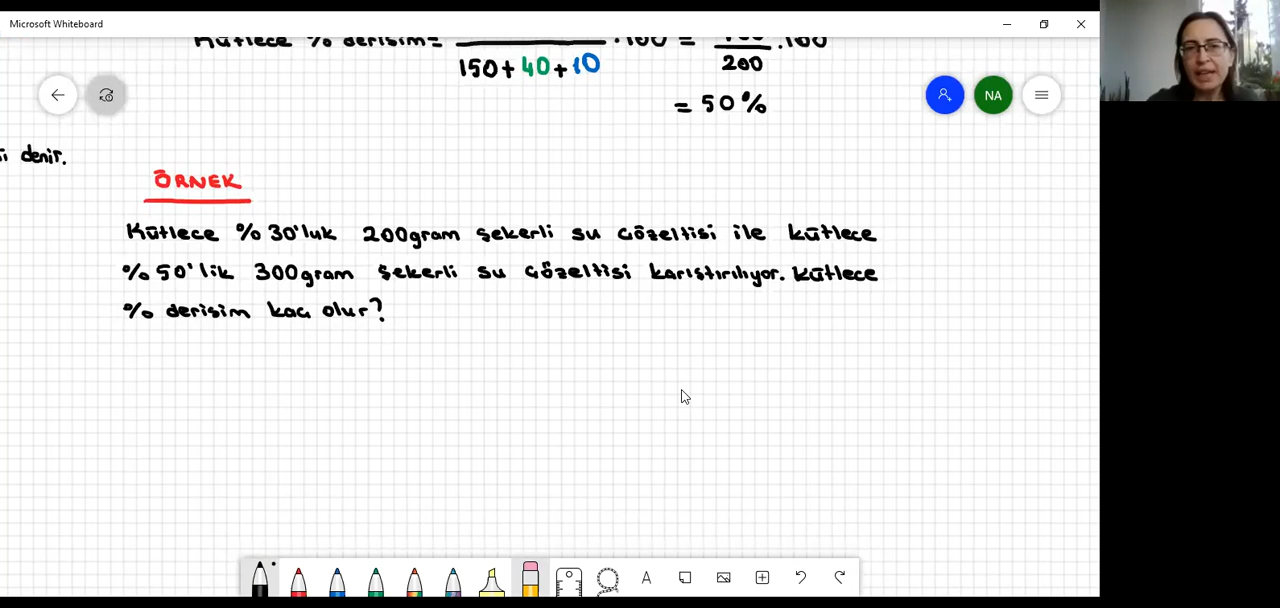 Microsoft Whiteboard
Kütlece % derişim = ――― .100 = ――― .100
150+40+10 200
= 50%
NA
i denir.
ÖRNEK
Kütlece %30'luk 200gram şekerli su çözeltisi ile kütlece
%50'lik 300gram şekerli su çözeltisi karıştırılıyor. Kütlece
% derişim kaç olur?
A